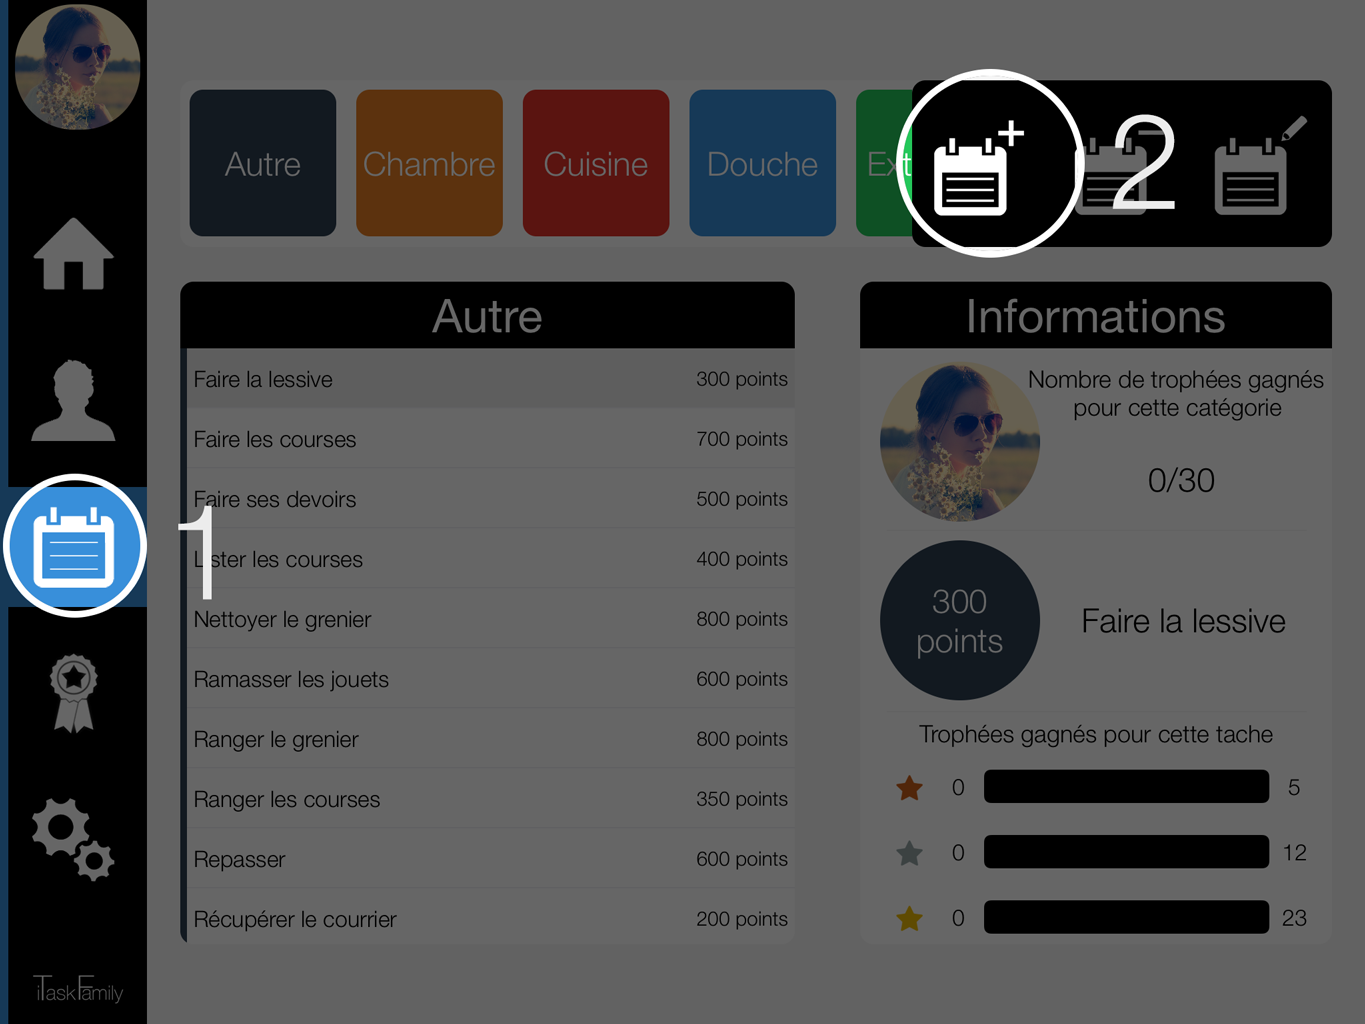 Autre
Chambre
Cuisine
Douche
Ext
2
Autre
Faire la lessive 300 points
Faire les courses 700 points
Faire ses devoirs 500 points
1
Lister les courses 400 points
Nettoyer le grenier 800 points
Ramasser les jouets 600 points
Ranger le grenier 800 points
Ranger les courses 350 points
Repasser 600 points
Récupérer le courrier 200 points
Informations
Nombre de trophées gagnés
pour cette catégorie
0/30
300
points
Faire la lessive
Trophées gagnés pour cette tache
0 5
0 12
0 23
iTaskFamily